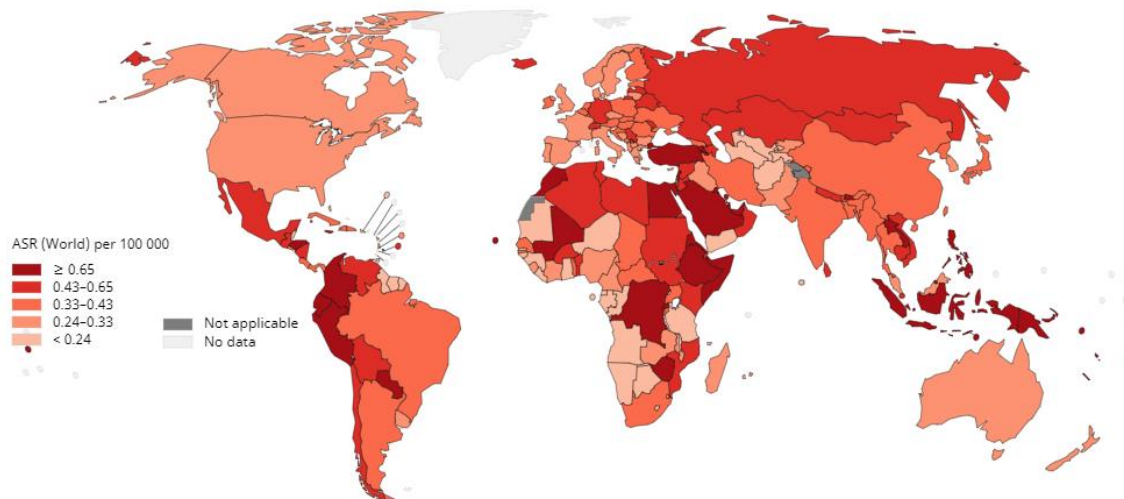 ASR (World) per 100 000
≥ 0.65
0.43–0.65
0.33–0.43
0.24–0.33
< 0.24
Not applicable
No data